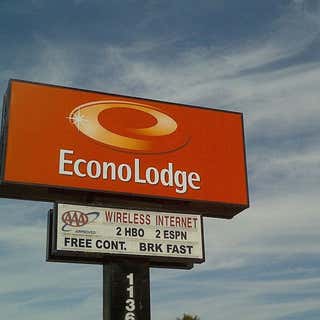 EconoLodge
AAA WIRELESS INTERNET
APPROVED 2 HBO 2 ESPN
FREE CONT. BRK FAST
1136